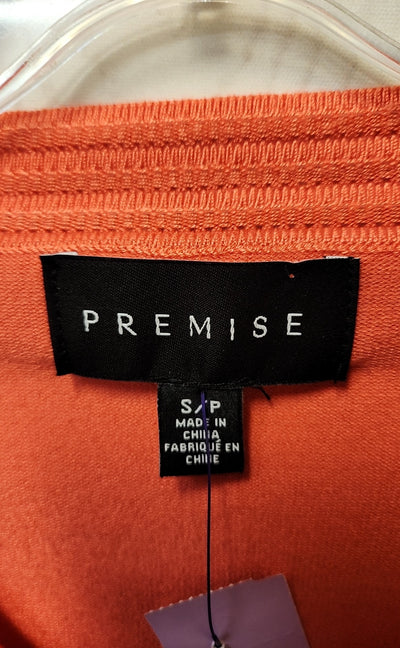 PREMISE
S/P
MADE IN
CHINA
FABRIQUÉ EN
CHINE